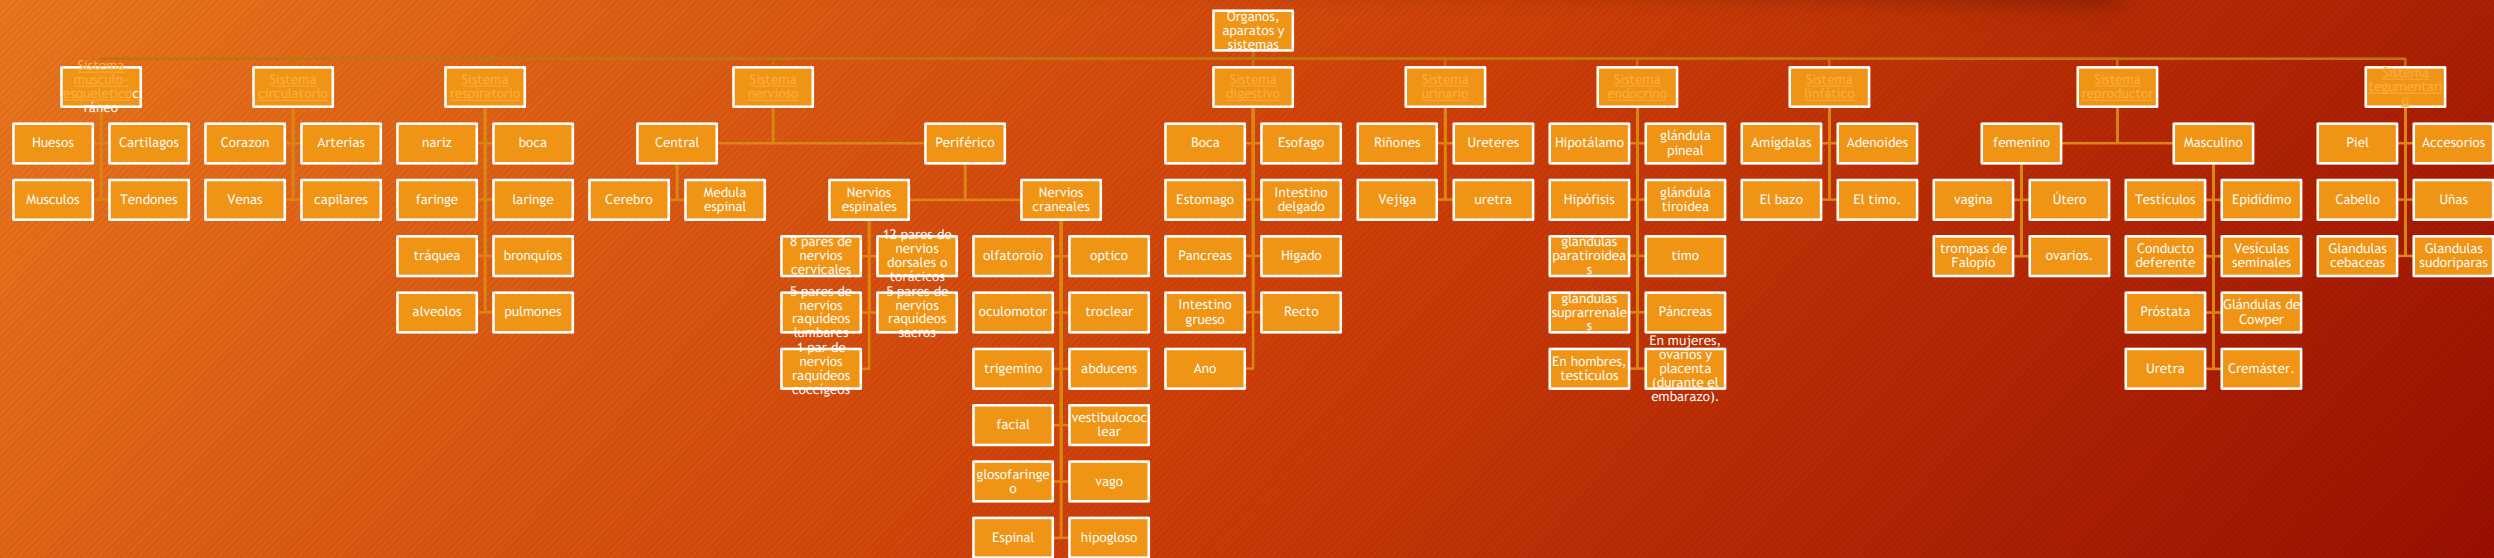 Organos,
aparatos y
sistemas
Sistema
musculo-
esqueleticoc
ráneo
Huesos
Cartilagos
Musculos
Tendones
Sistema
circulatorio
Corazon
Arterias
Venas
capilares
Sistema
respiratorio
nariz
boca
faringe
laringe
tráquea
bronquios
alveolos
pulmones
Sistema
nervioso
Central
Cerebro
Medula
espinal
Periférico
Nervios
espinales
8 pares de
nervios
cervicales
12 pares de
nervios
dorsales o
torácicos
5 pares de
nervios
raquídeos
lumbares
5 pares de
nervios
raquídeos
sacros
1 par de
nervios
raquídeos
coccígeos
Nervios
craneales
olfatoroio
optico
oculomotor
troclear
trigemino
abducens
facial
vestibulococ
lear
glosofaringe
o
vago
Espinal
hipogloso
Sistema
digestivo
Boca
Esofago
Estomago
Intestino
delgado
Pancreas
Higado
Intestino
grueso
Recto
Ano
Sistema
urinario
Riñones
Ureteres
Vejiga
uretra
Sistema
endocrino
Hipotálamo
glándula
pineal
Hipófisis
glándula
tiroidea
glándulas
paratiroidea
s
timo
glándulas
suprarrenale
s
Páncreas
En hombres,
testículos
En mujeres,
ovarios y
placenta
(durante el
embarazo).
Sistema
linfático
Amígdalas
Adenoides
El bazo
El timo.
Sistema
reproductor
femenino
vagina
Útero
trompas de
Falopio
ovarios.
Masculino
Testículos
Epidídimo
Conducto
deferente
Vesículas
seminales
Próstata
Glándulas de
Cowper
Uretra
Cremáster.
Sistema
tegumentari
o
Piel
Accesorios
Cabello
Uñas
Glandulas
cebaceas
Glandulas
sudoriparas